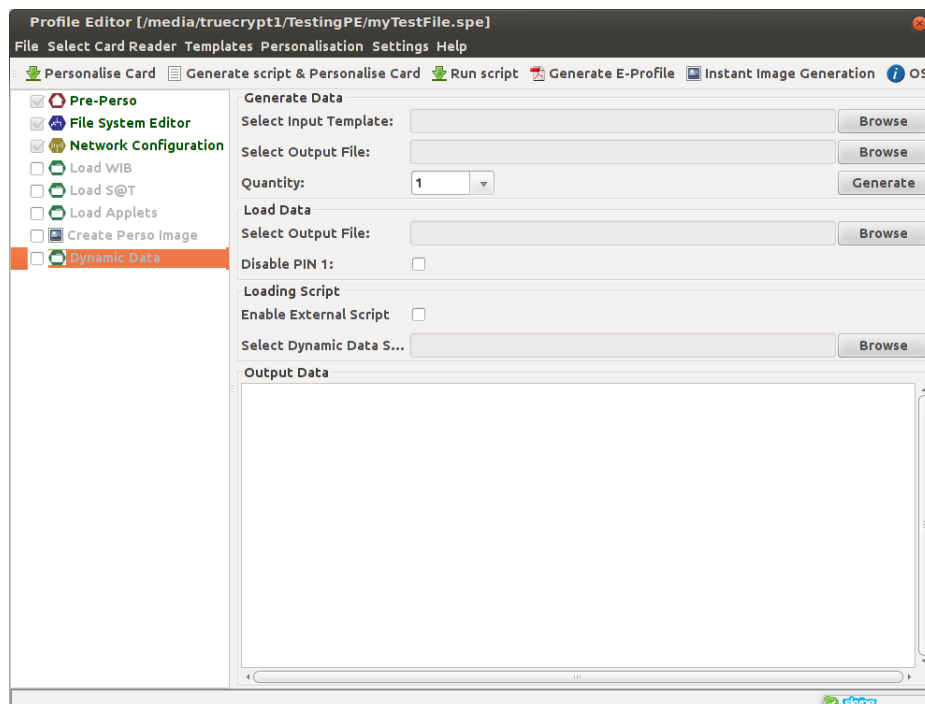 Profile Editor [/media/truecrypt1/TestingPE/myTestFile.spe]
File Select Card Reader Templates Personalisation Settings Help
Personalise Card Generate script & Personalise Card Run script Generate E-Profile Instant Image Generation OS
Pre-Perso
File System Editor
Network Configuration
Load WIB
Load S@T
Load Applets
Create Perso Image
Dynamic Data
Generate Data
Select Input Template: Browse
Select Output File: Browse
Quantity: 1 Generate
Load Data
Select Output File: Browse
Disable PIN 1:
Loading Script
Enable External Script
Select Dynamic Data S... Browse
Output Data